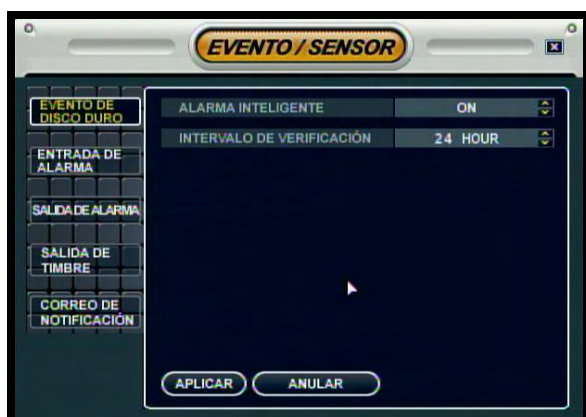 EVENTO / SENSOR
EVENTO DE
DISCO DURO
ENTRADA DE
ALARMA
SALIDA DE ALARMA
SALIDA DE
TIMBRE
CORREO DE
NOTIFICACIÓN
ALARMA INTELIGENTE ON
INTERVALO DE VERIFICACIÓN 24 HOUR
APLICAR ANULAR